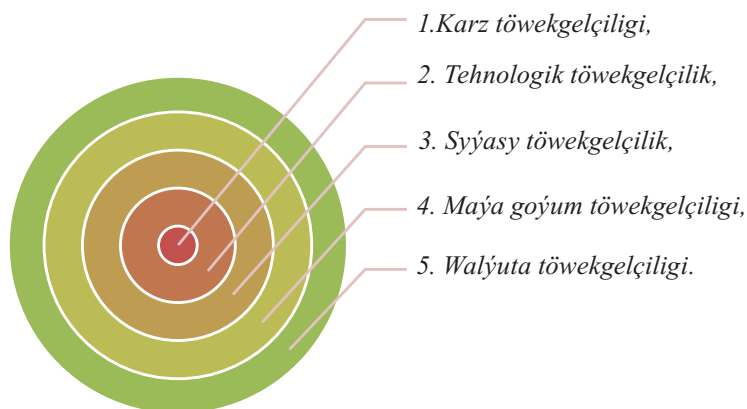 1.Karz töwekgelçiligi,
2. Tehnologik töwekgelçilik,
3. Syýasy töwekgelçilik,
4. Maýa goýum töwekgelçiligi,
5. Walýuta töwekgelçiligi.